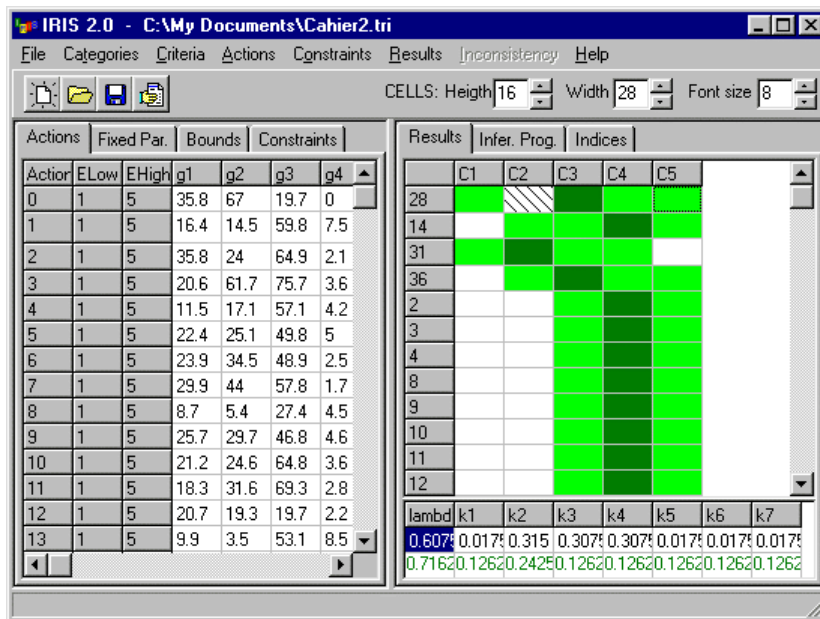 IRIS 2.0 - C:\My Documents\Cahier2.tri
File Categories Criteria Actions Constraints Results Inconsistency Help
CELLS: Heigth 16 Width 28 Font size 8
Actions Fixed Par. Bounds Constraints
Action ELow EHigh g1 g2 g3 g4
0 1 5 35.8 67 19.7 0
1 1 5 16.4 14.5 59.8 7.5
2 1 5 35.8 24 64.9 2.1
3 1 5 20.6 61.7 75.7 3.6
4 1 5 11.5 17.1 57.1 4.2
5 1 5 22.4 25.1 49.8 5
6 1 5 23.9 34.5 48.9 2.5
7 1 5 29.9 44 57.8 1.7
8 1 5 8.7 5.4 27.4 4.5
9 1 5 25.7 29.7 46.8 4.6
10 1 5 21.2 24.6 64.8 3.6
11 1 5 18.3 31.6 69.3 2.8
12 1 5 20.7 19.3 19.7 2.2
13 1 5 9.9 3.5 53.1 8.5
Results Infer. Prog. Indices
C1 C2 C3 C4 C5
28
14
31
36
2
3
4
8
9
10
11
12
lambd k1 k2 k3 k4 k5 k6 k7
0.6075 0.0175 0.315 0.3075 0.3075 0.0175 0.0175 0.0175
0.7162 0.1262 0.2425 0.1262 0.1262 0.1262 0.1262 0.1262